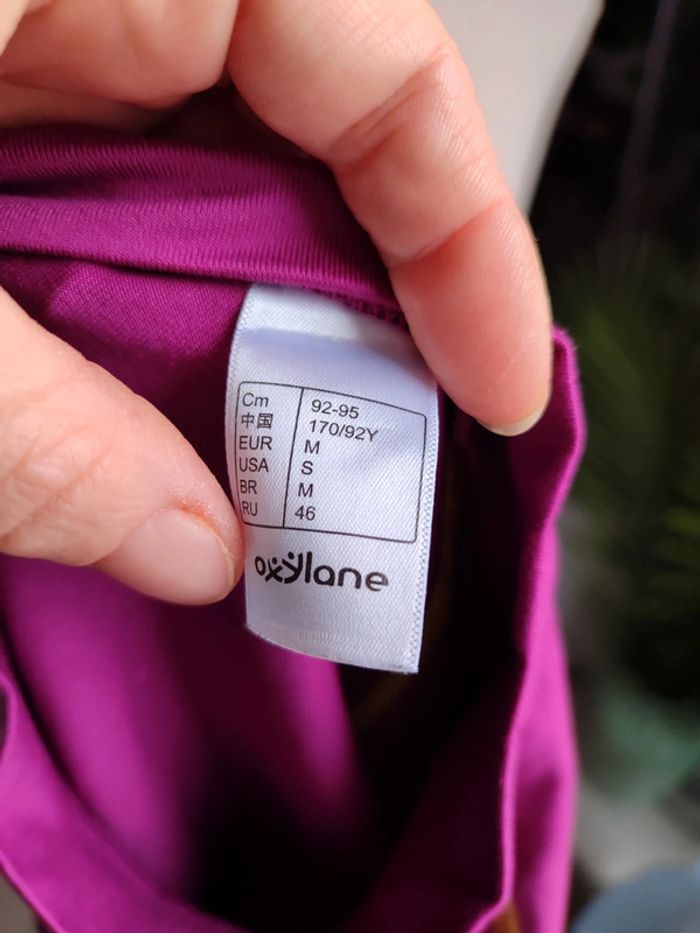 Cm 92-95
中国 170/92Y
EUR M
USA S
BR M
RU 46
oxylane